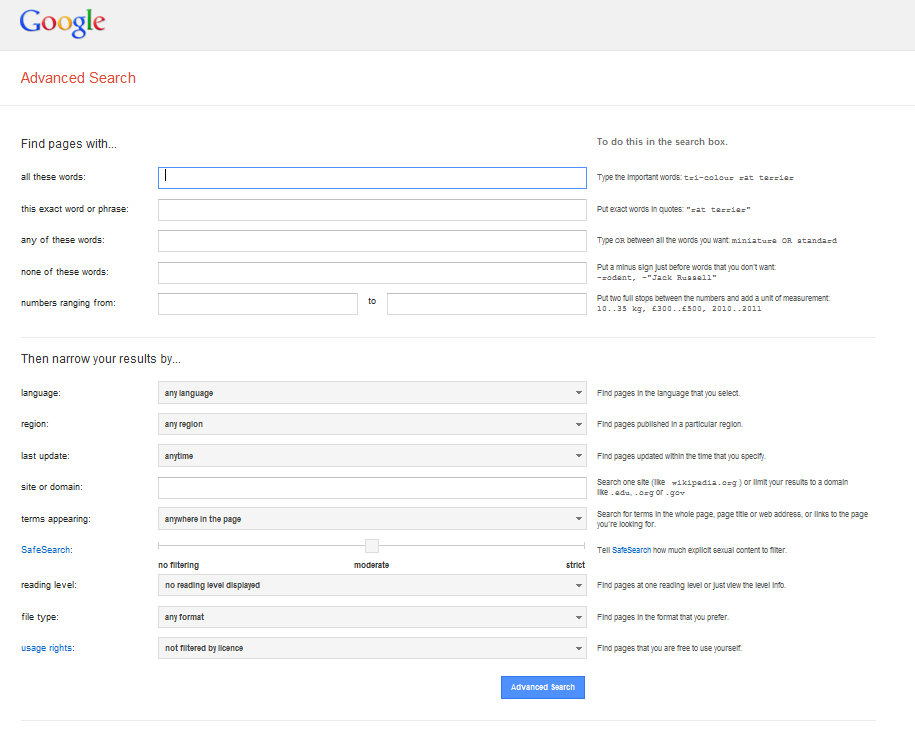 Google
Advanced Search
Find pages with...
To do this in the search box.
all these words:
Type the important words: tri-colour rat terrier
this exact word or phrase:
Put exact words in quotes: "rat terrier"
any of these words:
Type OR between all the words you want: miniature OR standard
none of these words:
Put a minus sign just before words that you don't want:
-rodent, -"Jack Russell"
numbers ranging from:
to
Put two full stops between the numbers and add a unit of measurement:
10..35 kg, £300..£500, 2010..2011
Then narrow your results by...
language:
any language
Find pages in the language that you select.
region:
any region
Find pages published in a particular region.
last update:
anytime
Find pages updated within the time that you specify.
site or domain:
Search one site (like wikipedia.org) or limit your results to a domain
like .edu, .org or .gov
terms appearing:
anywhere in the page
Search for terms in the whole page, page title or web address, or links to the page
you're looking for.
SafeSearch:
no filtering
moderate
strict
Tell SafeSearch how much explicit sexual content to filter.
reading level:
no reading level displayed
Find pages at one reading level or just view the level info.
file type:
any format
Find pages in the format that you prefer.
usage rights:
not filtered by licence
Find pages that you are free to use yourself.
Advanced Search